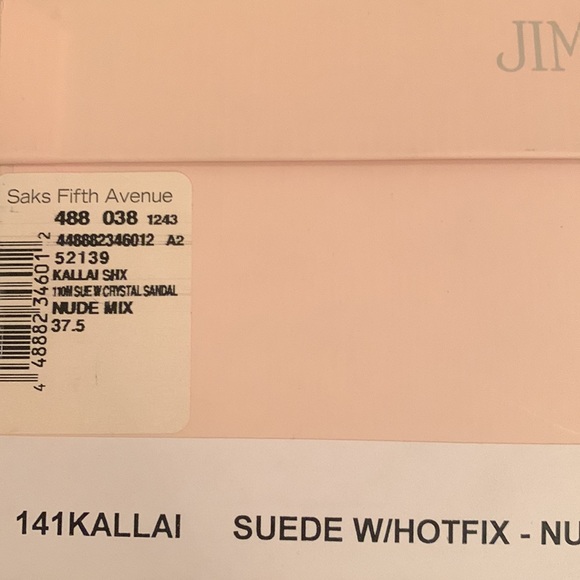 JIM
Saks Fifth Avenue
488 038 1243
448882346012 A2
52139
KALLAI SHX
110M SUE W CRYSTAL SANDAL
NUDE MIX
37.5
4 48882 34601 2
141KALLAI SUEDE W/HOTFIX - NU